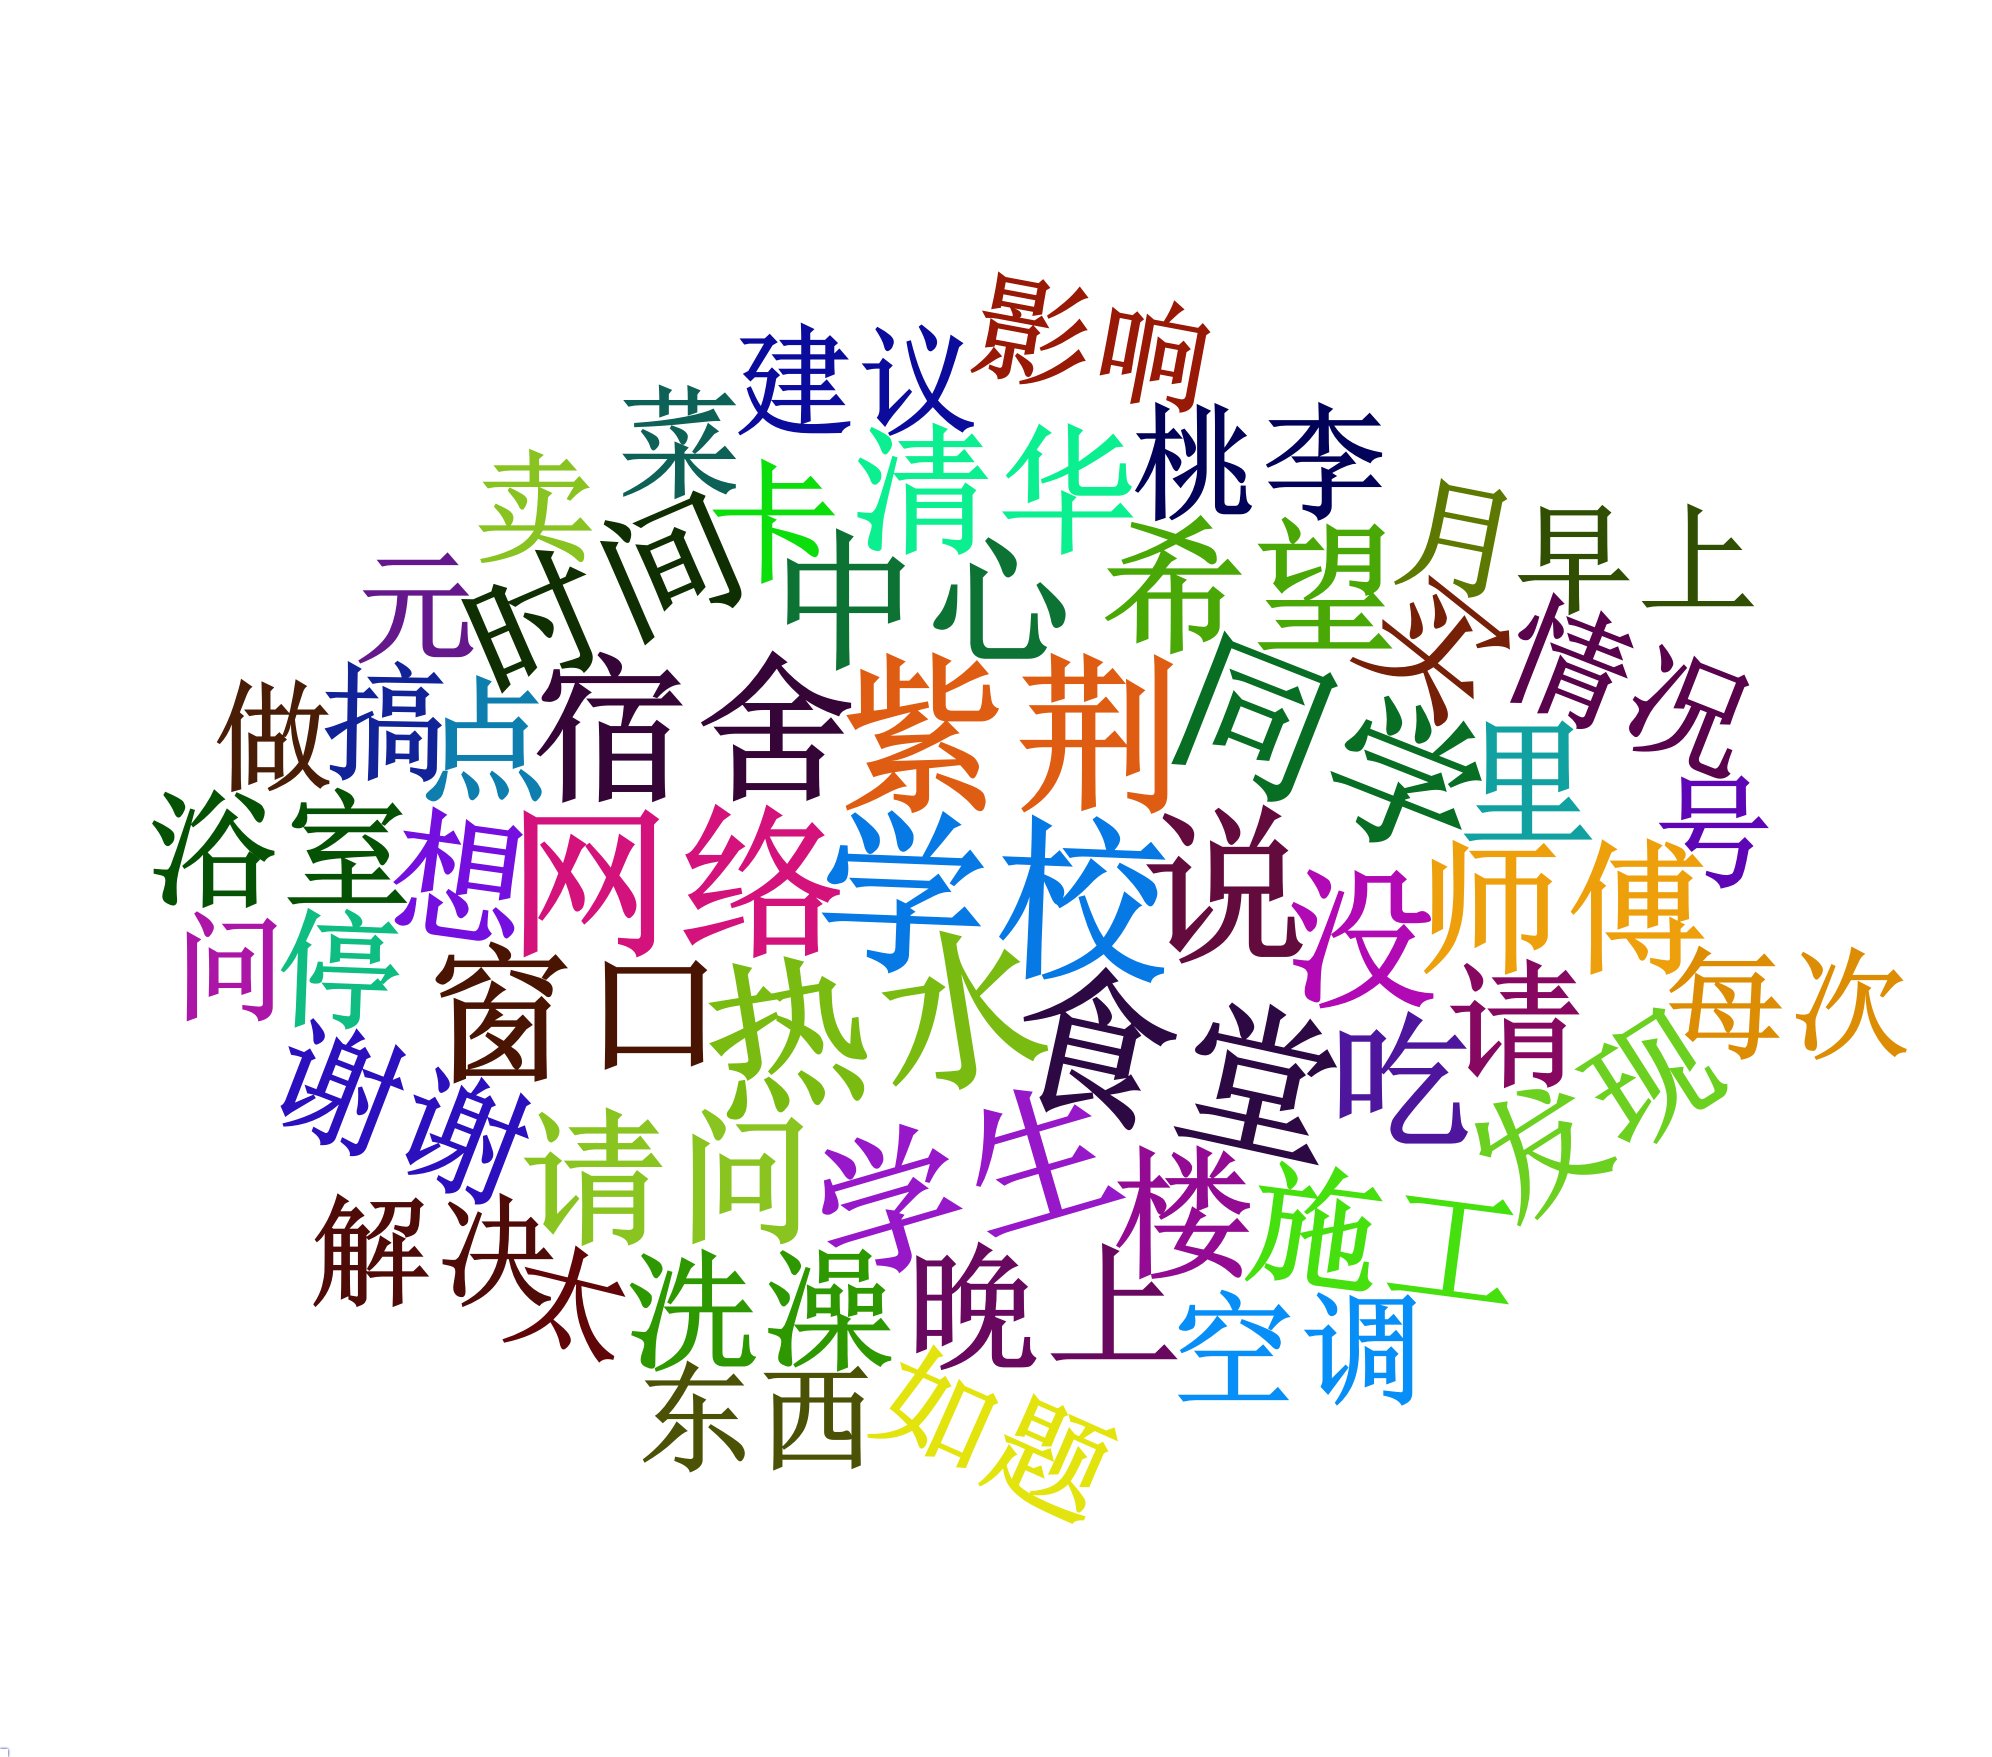 影响
建议
菜
桃李
清华
卖
卡
月
早上
时间
元
中心
希望
米
情况
做
搞
点
宿舍
紫荆
同学
里
号
浴室
想
网络
学校
说
没
师傅
问
停
窗口
热水
食堂
吃
请
每次
发现
谢谢
请问
学生
楼
施工
解决
太
洗澡
晚上
空调
东西
如题